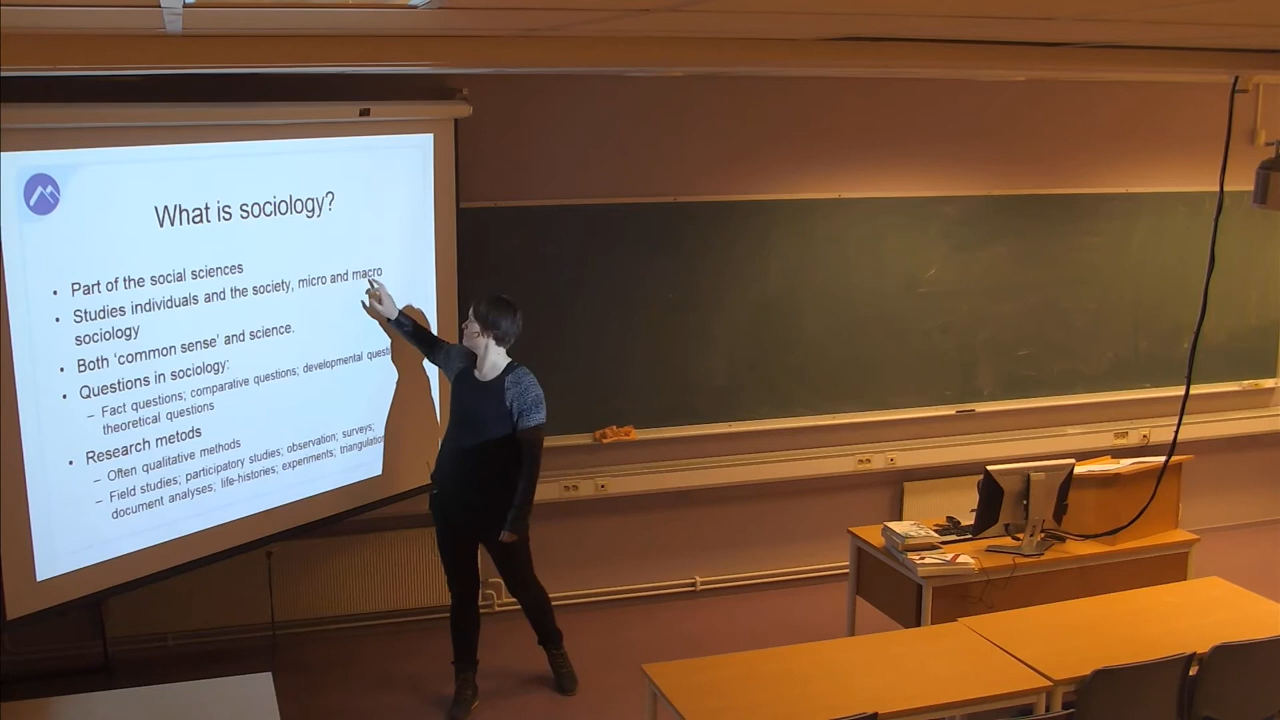 What is sociology?
• Part of the social sciences
• Studies individuals and the society, micro and macro
sociology
• Both ‘common sense’ and science.
• Questions in sociology:
– Fact questions; comparative questions; developmental
theoretical questions
• Research metods
– Often qualitative methods
– Field studies; participatory studies; observation; surveys;
document analyses; life-histories; experiments; triangulation